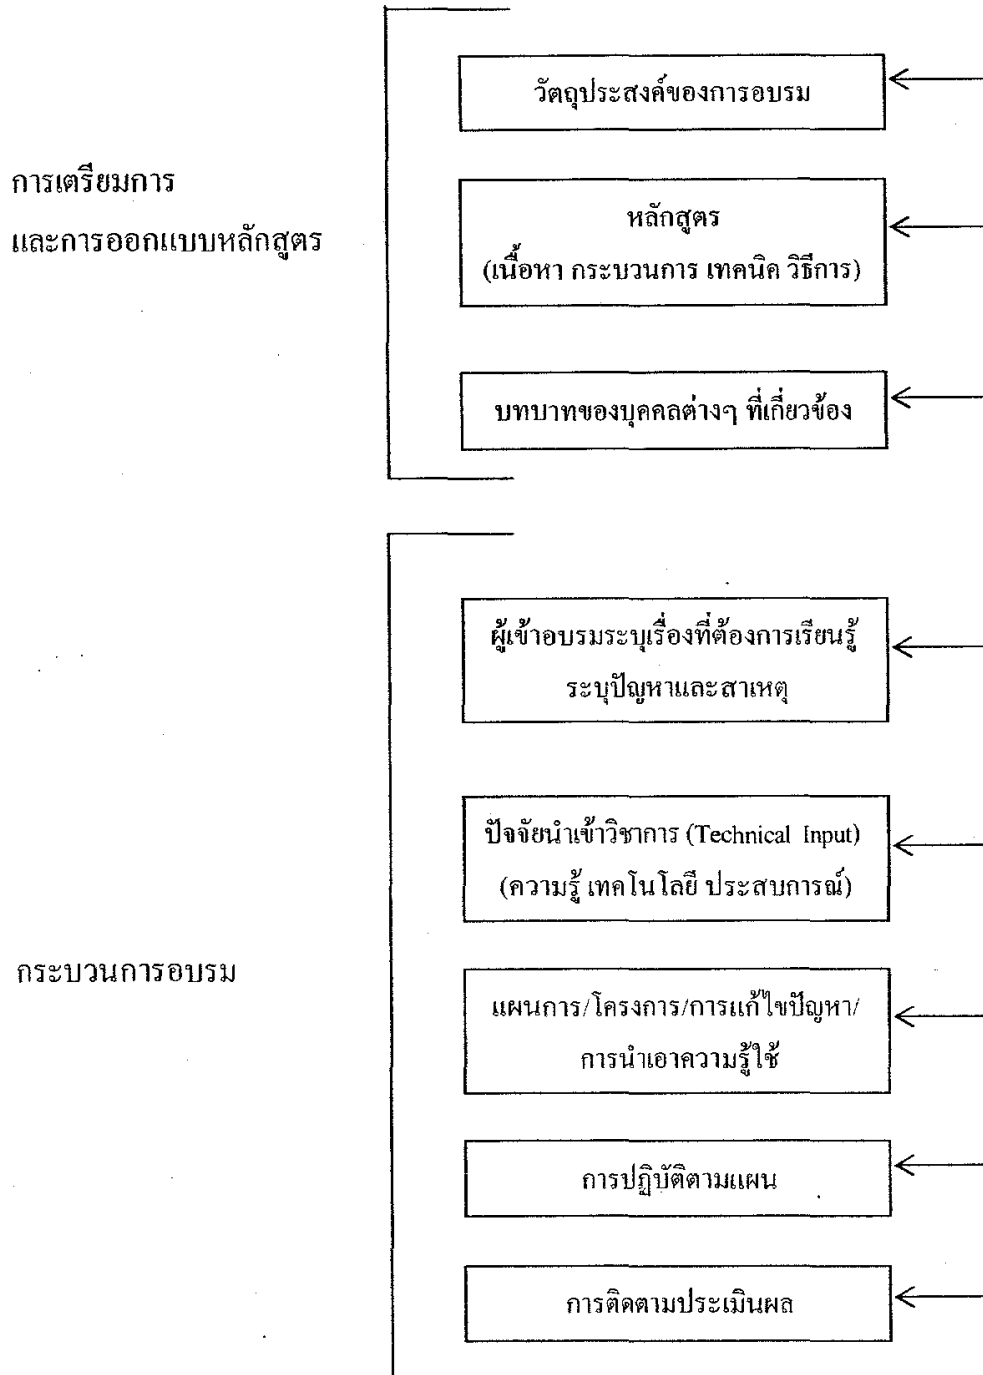 วัตถุประสงค์ของการอบรม
การเตรียมการ
และการออกแบบหลักสูตร
หลักสูตร
(เนื้อหา กระบวนการ เทคนิค วิธีการ)
บทบาทของบุคคลต่างๆ ที่เกี่ยวข้อง
ผู้เข้าอบรมระบุเรื่องที่ต้องการเรียนรู้
ระบุปัญหาและสาเหตุ
ปัจจัยนำเข้าวิชาการ (Technical Input)
(ความรู้ เทคโนโลยี ประสบการณ์)
กระบวนการอบรม
แผนการ/โครงการ/การแก้ไขปัญหา/
การนำเอาความรู้ใช้
การปฏิบัติตามแผน
การติดตามประเมินผล